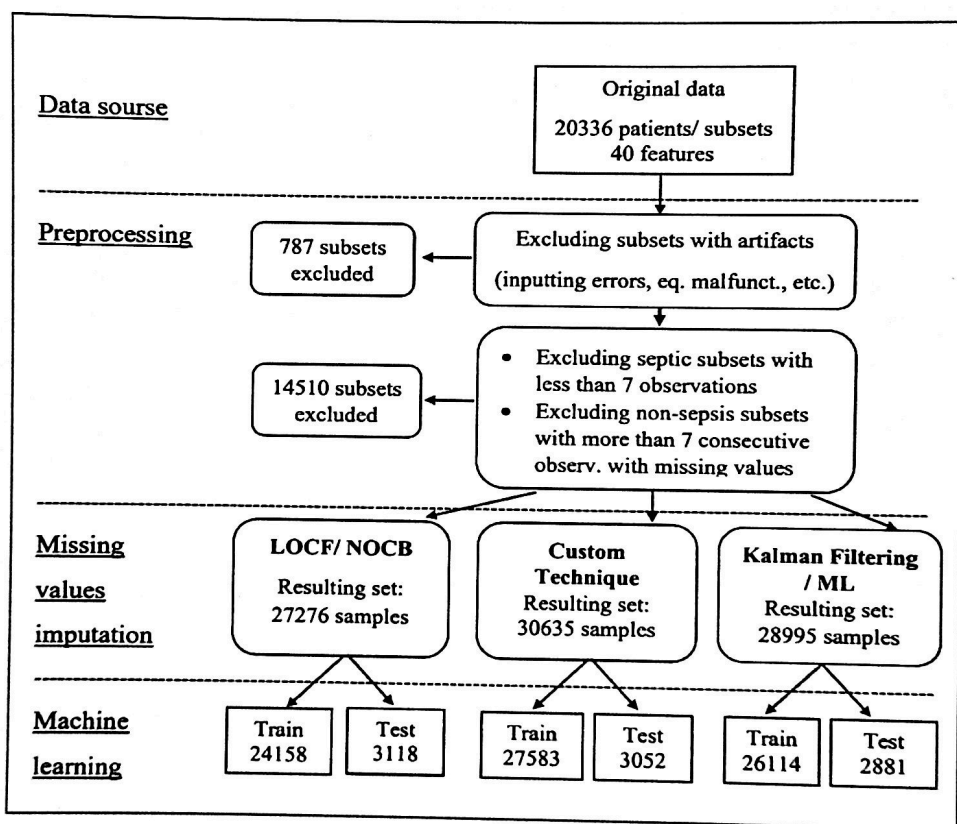 Data sourse
Original data
20336 patients/ subsets
40 features
Preprocessing
787 subsets
excluded
Excluding subsets with artifacts
(inputting errors, eq. malfunct., etc.)
14510 subsets
excluded
• Excluding septic subsets with
less than 7 observations
• Excluding non-sepsis subsets
with more than 7 consecutive
observ. with missing values
Missing
values
imputation
LOCF/ NOCB
Resulting set:
27276 samples
Custom
Technique
Resulting set:
30635 samples
Kalman Filtering
/ ML
Resulting set:
28995 samples
Machine
learning
Train
24158
Test
3118
Train
27583
Test
3052
Train
26114
Test
2881